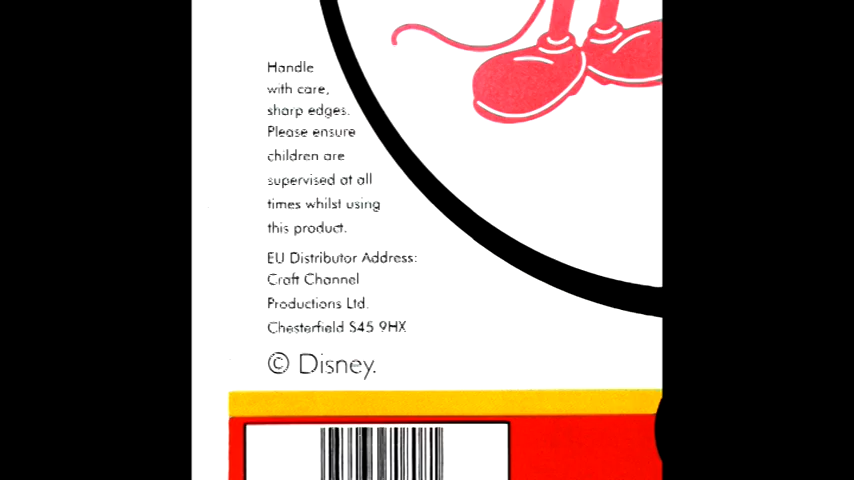 Handle
with care,
sharp edges.
Please ensure
children are
supervised at all
times whilst using
this product.
EU Distributor Address:
Craft Channel
Productions Ltd.
Chesterfield S45 9HX
© Disney.